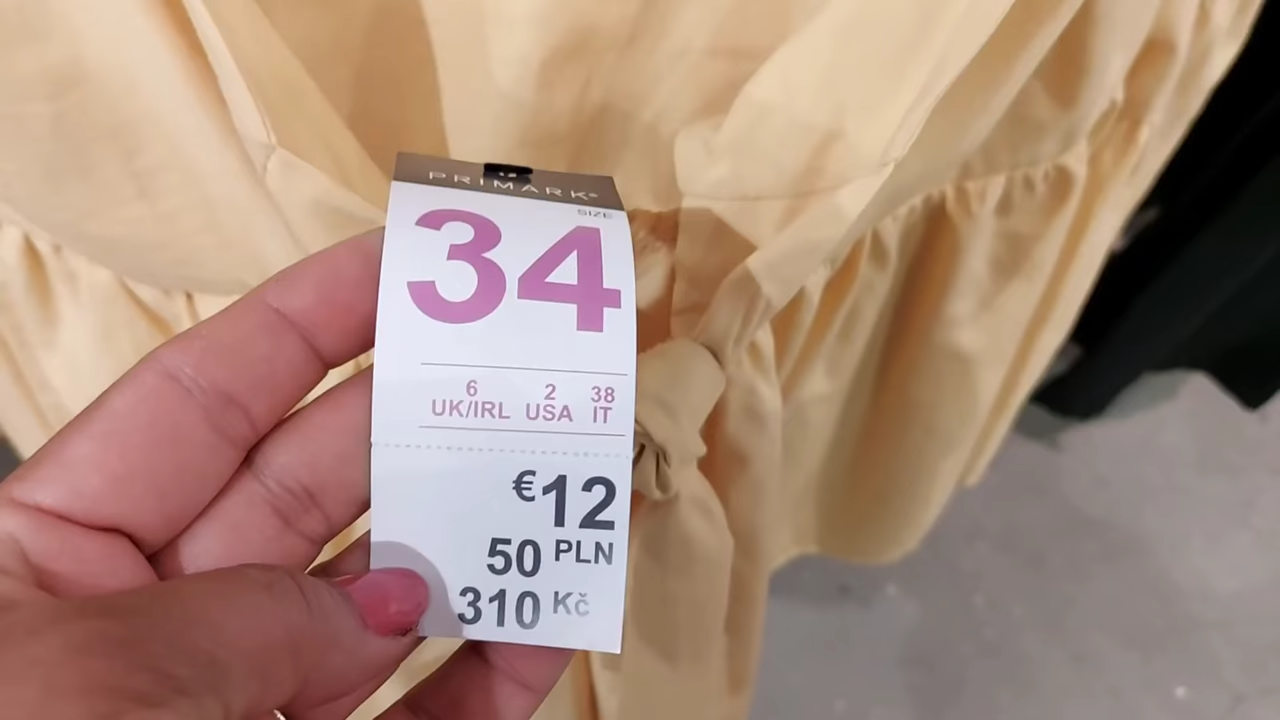 PRIMARK®
SIZE
34
6 2 38
UK/IRL USA IT
€12
50 PLN
310 Kč